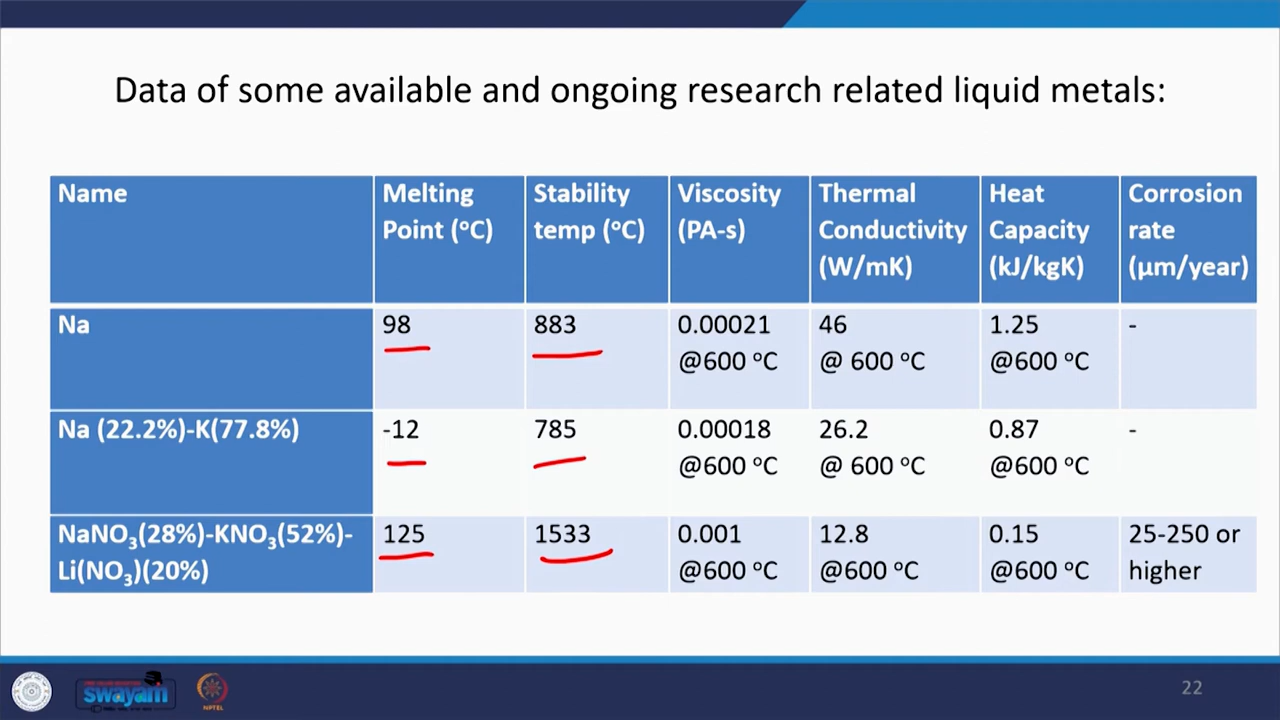 Data of some available and ongoing research related liquid metals:
Name
Melting Point (°C)
Stability temp (°C)
Viscosity (PA-s)
Thermal Conductivity (W/mK)
Heat Capacity (kJ/kgK)
Corrosion rate (µm/year)
Na
98
883
0.00021 @600 °C
46 @ 600 °C
1.25 @600 °C
-
Na (22.2%)-K(77.8%)
-12
785
0.00018 @600 °C
26.2 @ 600 °C
0.87 @600 °C
-
NaNO₃(28%)-KNO₃(52%)-Li(NO₃)(20%)
125
1533
0.001 @600 °C
12.8 @600 °C
0.15 @600 °C
25-250 or higher
swayam
NPTEL
22